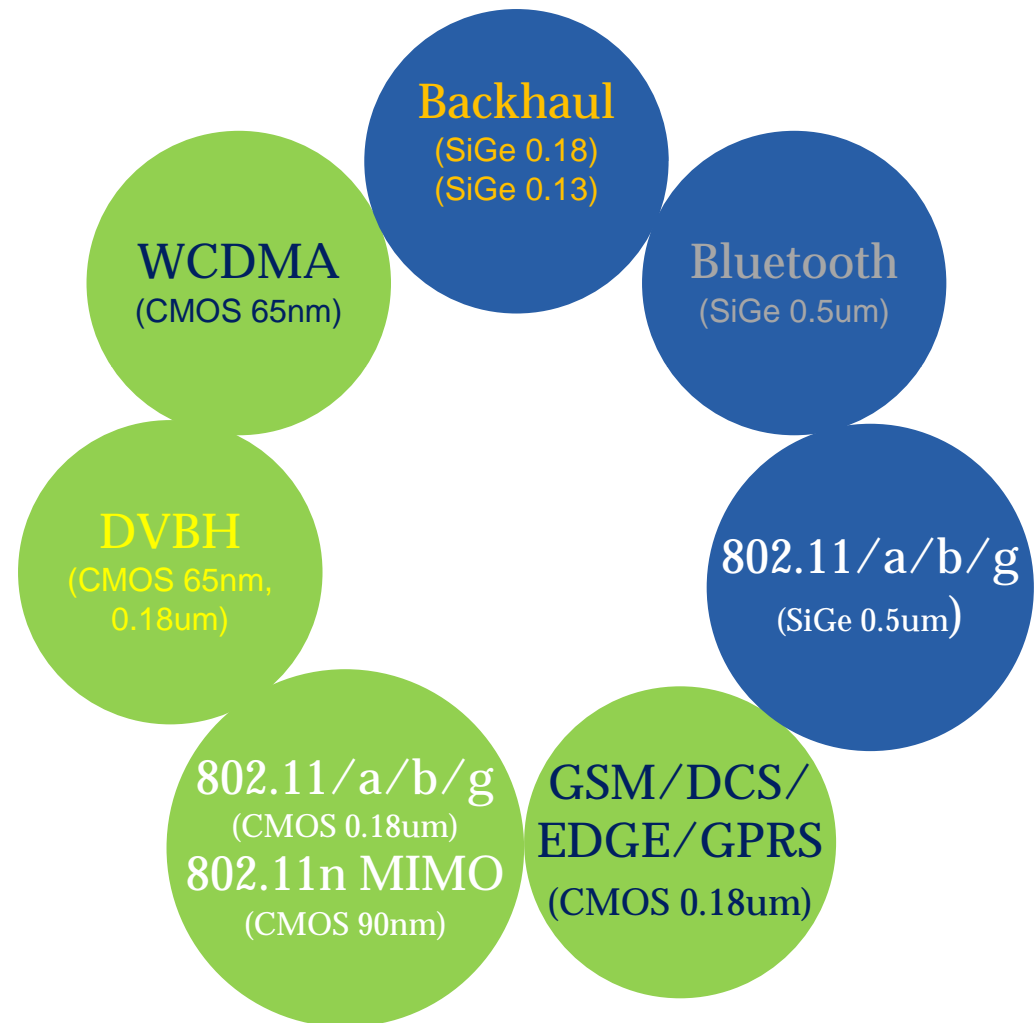 Backhaul
(SiGe 0.18)
(SiGe 0.13)
Bluetooth
(SiGe 0.5um)
802.11/a/b/g
(SiGe 0.5um)
GSM/DCS/
EDGE/GPRS
(CMOS 0.18um)
802.11/a/b/g
(CMOS 0.18um)
802.11n MIMO
(CMOS 90nm)
DVBH
(CMOS 65nm,
0.18um)
WCDMA
(CMOS 65nm)